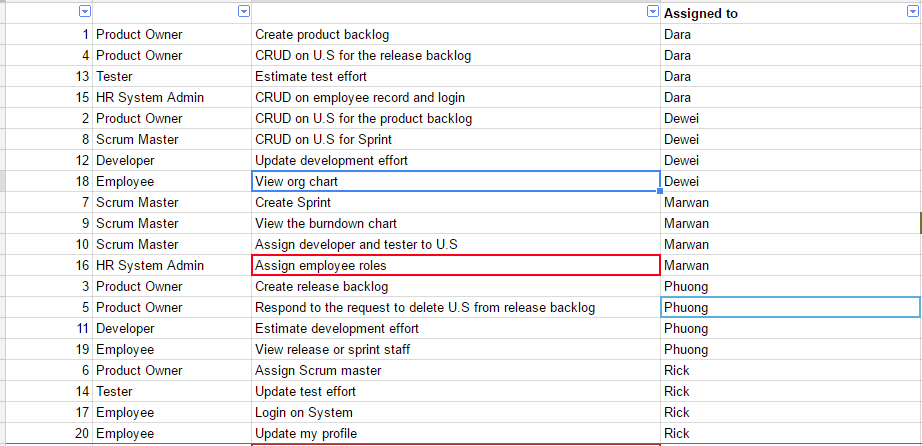 Assigned to
1 Product Owner Create product backlog Dara
4 Product Owner CRUD on U.S for the release backlog Dara
13 Tester Estimate test effort Dara
15 HR System Admin CRUD on employee record and login Dara
2 Product Owner CRUD on U.S for the product backlog Dewei
8 Scrum Master CRUD on U.S for Sprint Dewei
12 Developer Update development effort Dewei
18 Employee View org chart Dewei
7 Scrum Master Create Sprint Marwan
9 Scrum Master View the burndown chart Marwan
10 Scrum Master Assign developer and tester to U.S Marwan
16 HR System Admin Assign employee roles Marwan
3 Product Owner Create release backlog Phuong
5 Product Owner Respond to the request to delete U.S from release backlog Phuong
11 Developer Estimate development effort Phuong
19 Employee View release or sprint staff Phuong
6 Product Owner Assign Scrum master Rick
14 Tester Update test effort Rick
17 Employee Login on System Rick
20 Employee Update my profile Rick